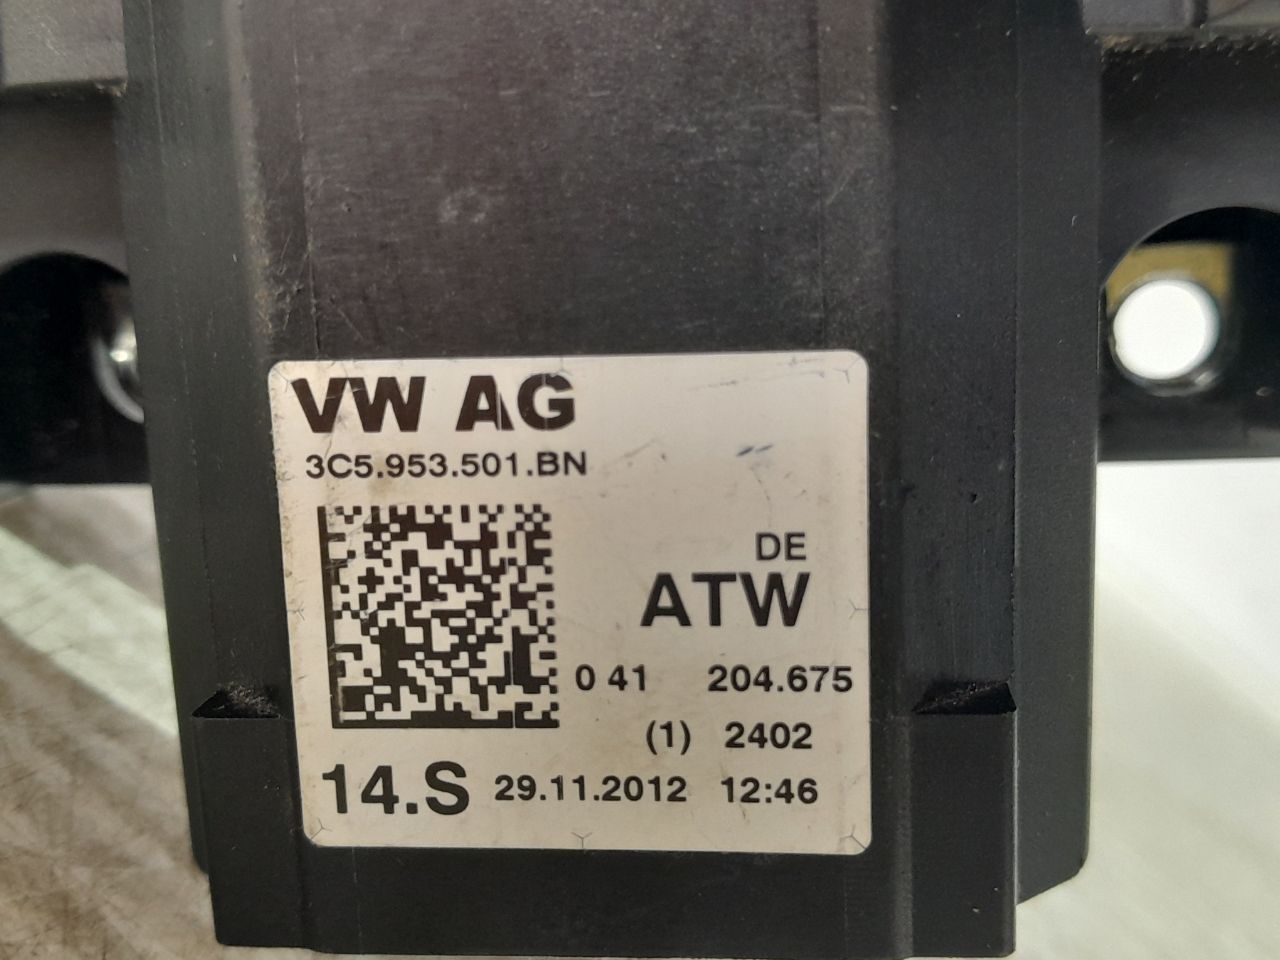 VW AG
3C5.953.501.BN
DE
ATW
0 41 204.675
(1) 2402
14.S 29.11.2012 12:46